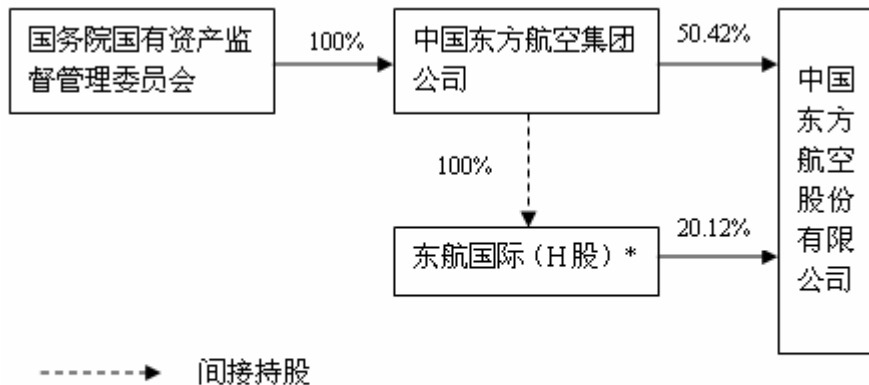 国务院国有资产监
督管理委员会
100%
中国东方航空集团
公司
50.42%
中国
东方
航空
股份
有限
公司
100%
东航国际（H股）*
20.12%
间接持股